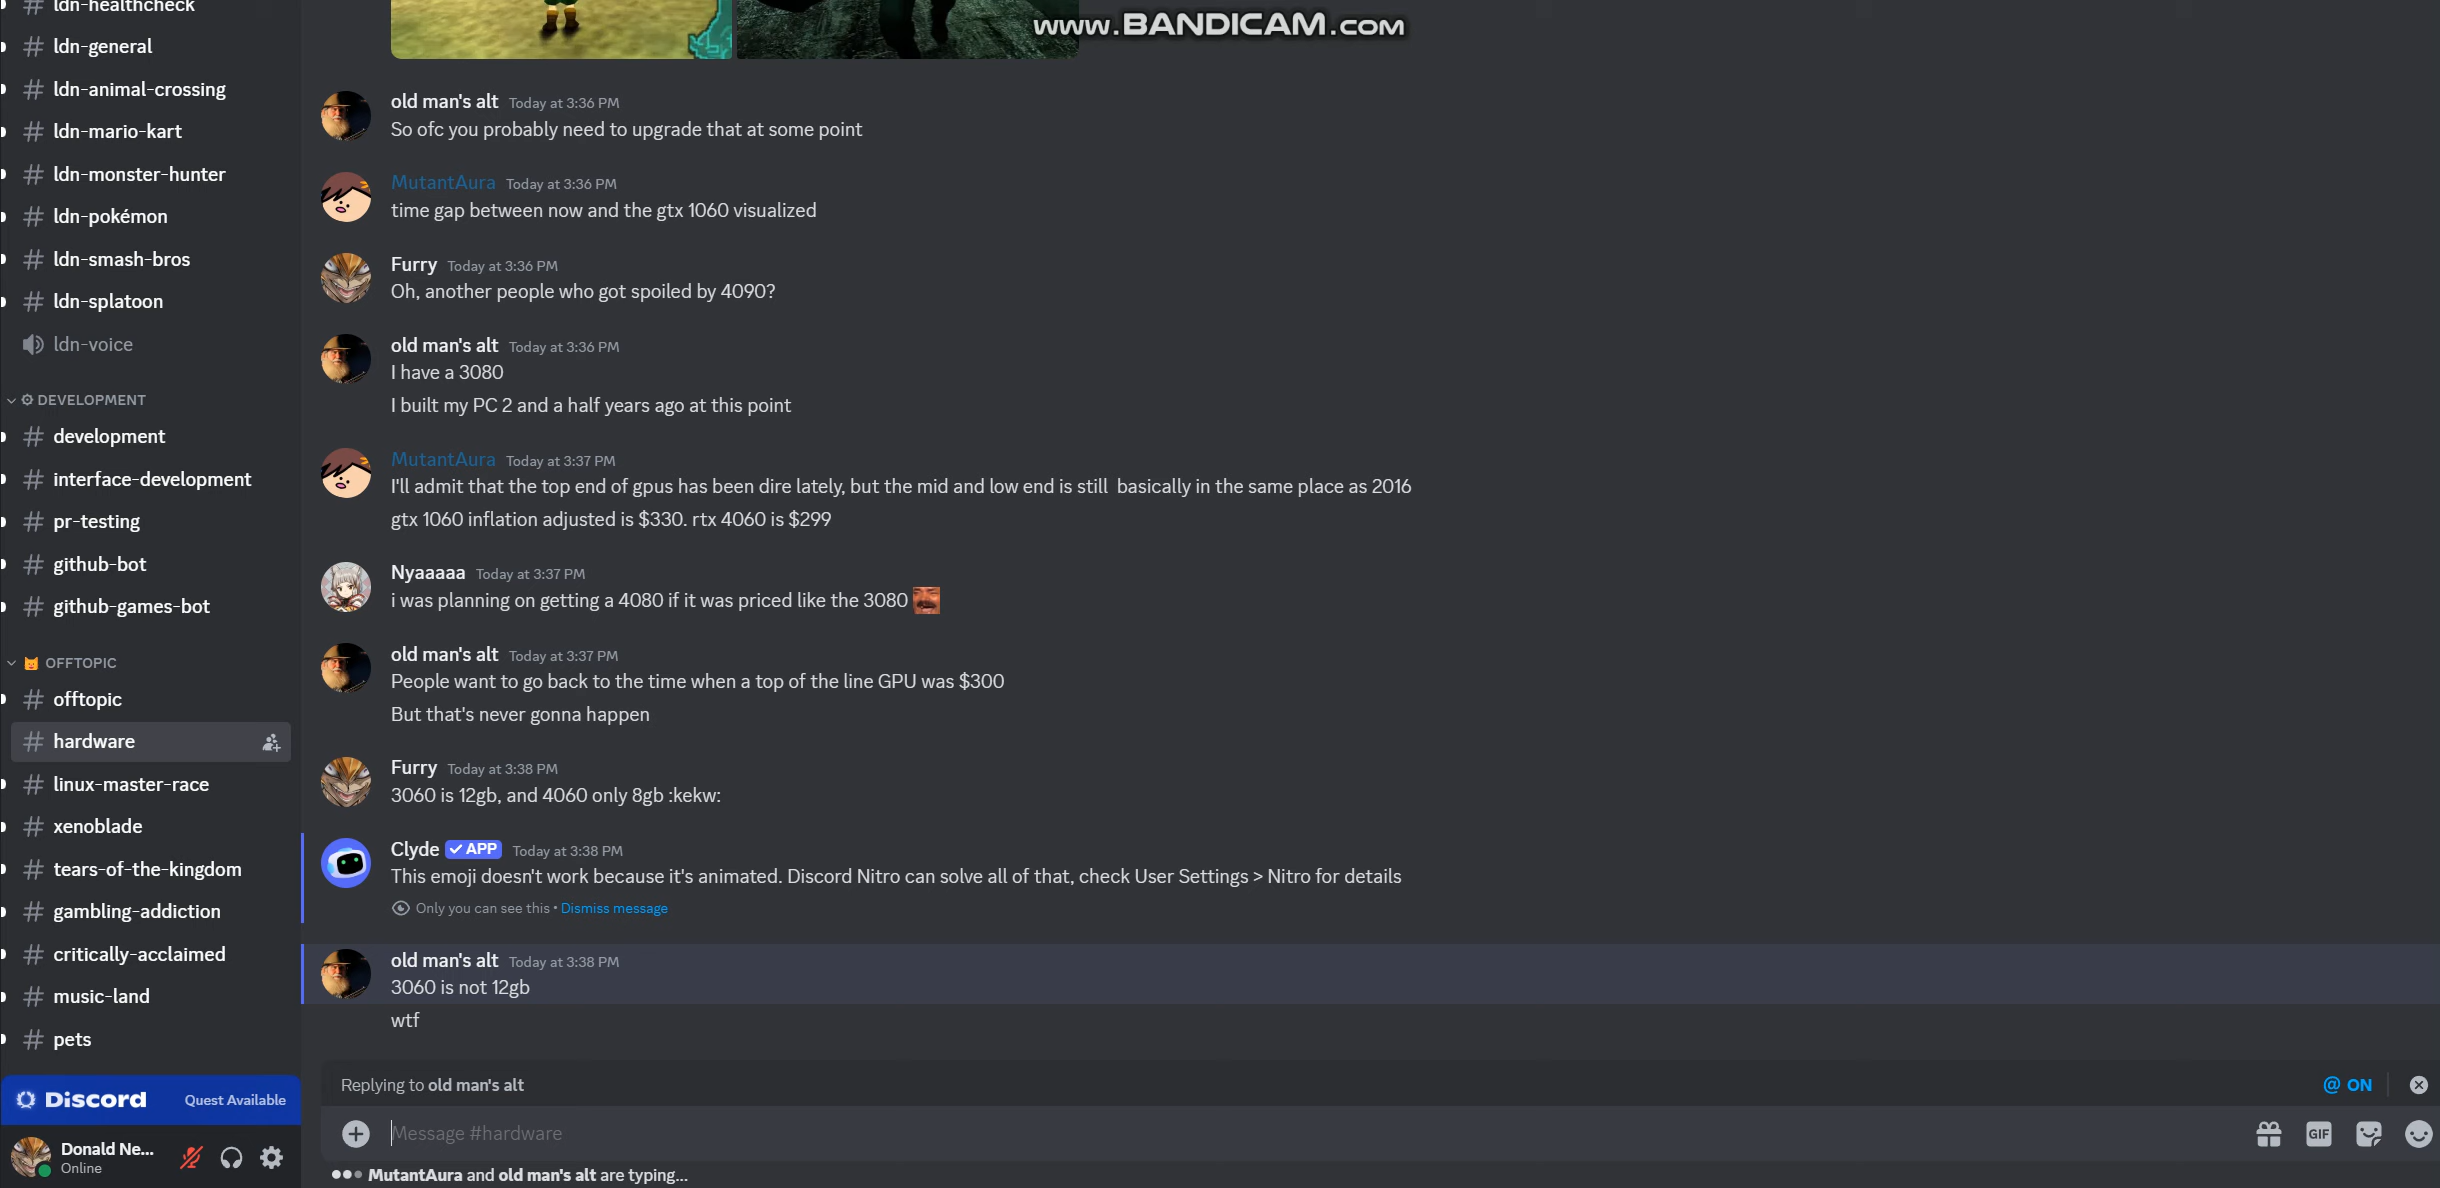 www.BANDICAM.com
ldn-healthcheck
# ldn-general
# ldn-animal-crossing
# ldn-mario-kart
# ldn-monster-hunter
# ldn-pokémon
# ldn-smash-bros
# ldn-splatoon
ldn-voice
DEVELOPMENT
# development
# interface-development
# pr-testing
# github-bot
# github-games-bot
OFFTOPIC
# offtopic
# hardware
# linux-master-race
# xenoblade
# tears-of-the-kingdom
# gambling-addiction
# critically-acclaimed
# music-land
# pets
Discord Quest Available
Donald Ne...
Online
old man's alt Today at 3:36 PM
So ofc you probably need to upgrade that at some point
MutantAura Today at 3:36 PM
time gap between now and the gtx 1060 visualized
Furry Today at 3:36 PM
Oh, another people who got spoiled by 4090?
old man's alt Today at 3:36 PM
I have a 3080
I built my PC 2 and a half years ago at this point
MutantAura Today at 3:37 PM
I'll admit that the top end of gpus has been dire lately, but the mid and low end is still basically in the same place as 2016
gtx 1060 inflation adjusted is $330. rtx 4060 is $299
Nyaaaaa Today at 3:37 PM
i was planning on getting a 4080 if it was priced like the 3080
old man's alt Today at 3:37 PM
People want to go back to the time when a top of the line GPU was $300
But that's never gonna happen
Furry Today at 3:38 PM
3060 is 12gb, and 4060 only 8gb :kekw:
Clyde APP Today at 3:38 PM
This emoji doesn't work because it's animated. Discord Nitro can solve all of that, check User Settings > Nitro for details
Only you can see this • Dismiss message
old man's alt Today at 3:38 PM
3060 is not 12gb
wtf
Replying to old man's alt @ ON
Message #hardware GIF
MutantAura and old man's alt are typing...